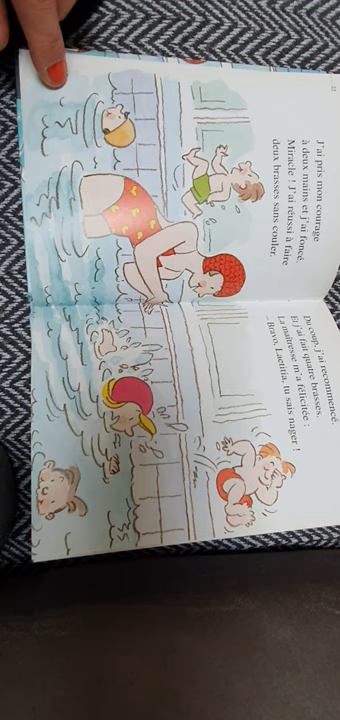 J'ai pris mon courage
à deux mains et j'ai foncé.
Miracle ! J'ai réussi à faire
deux brasses sans couler.
Du coup, j'ai recommencé.
Et j'ai fait quatre brasses.
La maîtresse m'a félicitée :
– Bravo, Laetitia, tu sais nager !